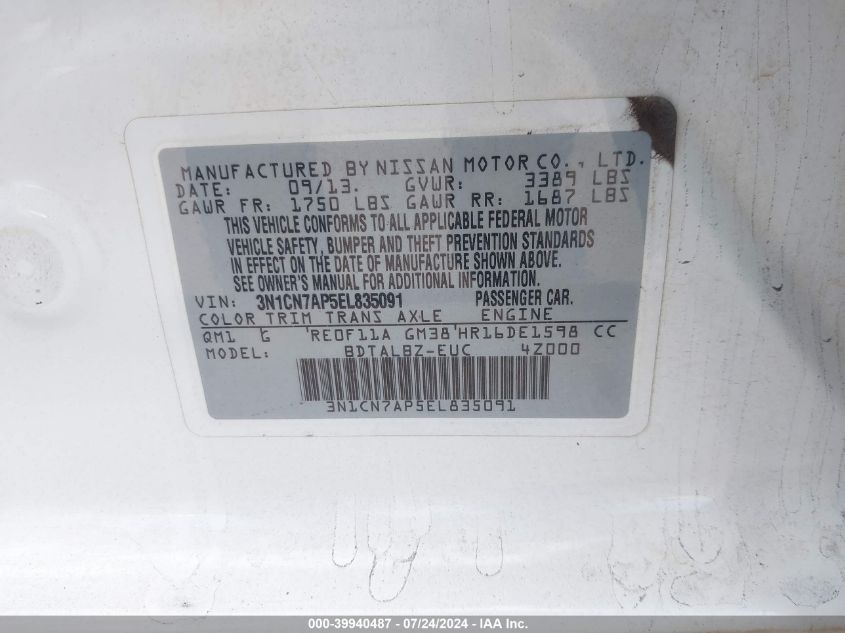 MANUFACTURED BY NISSAN MOTOR CO., LTD.
DATE: 09/13. GVWR: 3389 LBS
GAWR FR: 1750 LBS GAWR RR: 1687 LBS
THIS VEHICLE CONFORMS TO ALL APPLICABLE FEDERAL MOTOR
VEHICLE SAFETY, BUMPER AND THEFT PREVENTION STANDARDS
IN EFFECT ON THE DATE OF MANUFACTURE SHOWN ABOVE.
SEE OWNER'S MANUAL FOR ADDITIONAL INFORMATION.
VIN: 3N1CN7AP5EL835091 PASSENGER CAR.
COLOR TRIM TRANS AXLE ENGINE
QM1 G RE0F11A GM38 HR16DE1598 CC
MODEL: BDTALBZ-EUC 4Z000
3N1CN7AP5EL835091
000-39940487 - 07/24/2024 - IAA Inc.